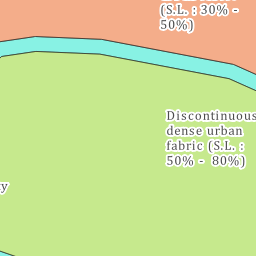 (S.L. : 30% -
50%)
Discontinuous
dense urban
fabric (S.L. :
50% -  80%)